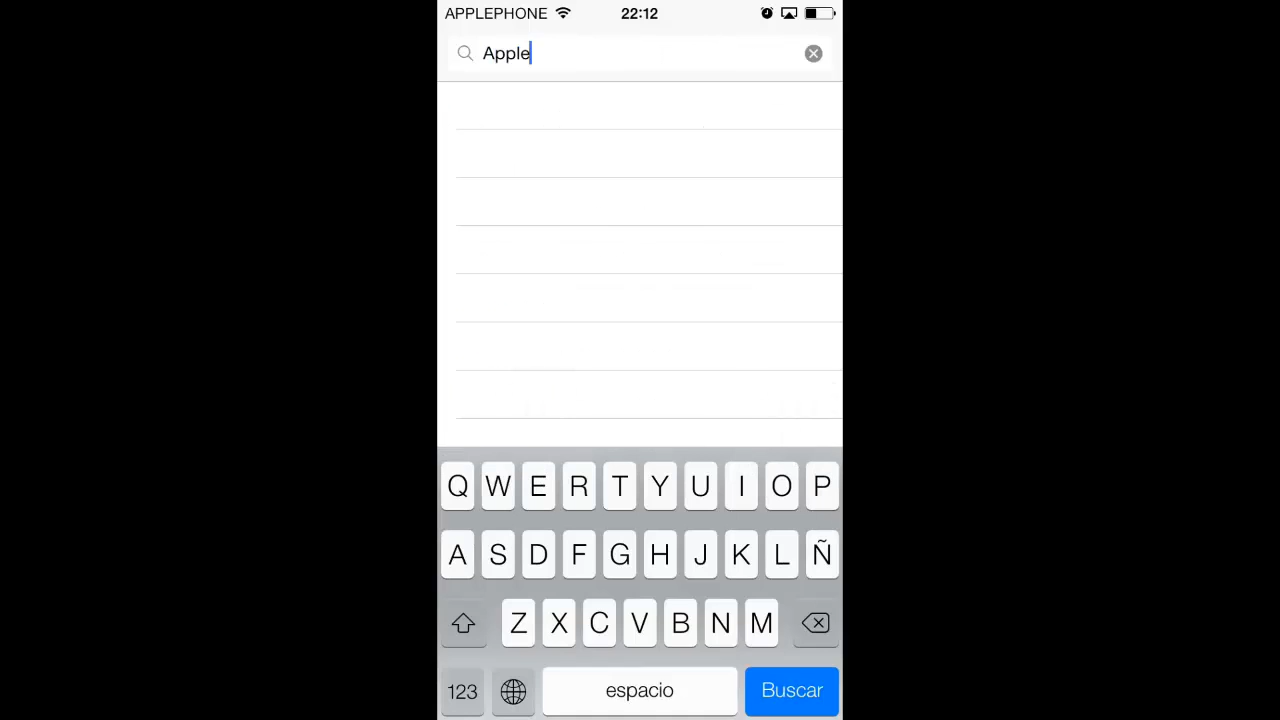 APPLEPHONE 22:12
Apple
Q W E R T Y U I O P
A S D F G H J K L Ñ
Z X C V B N M
123 espacio Buscar